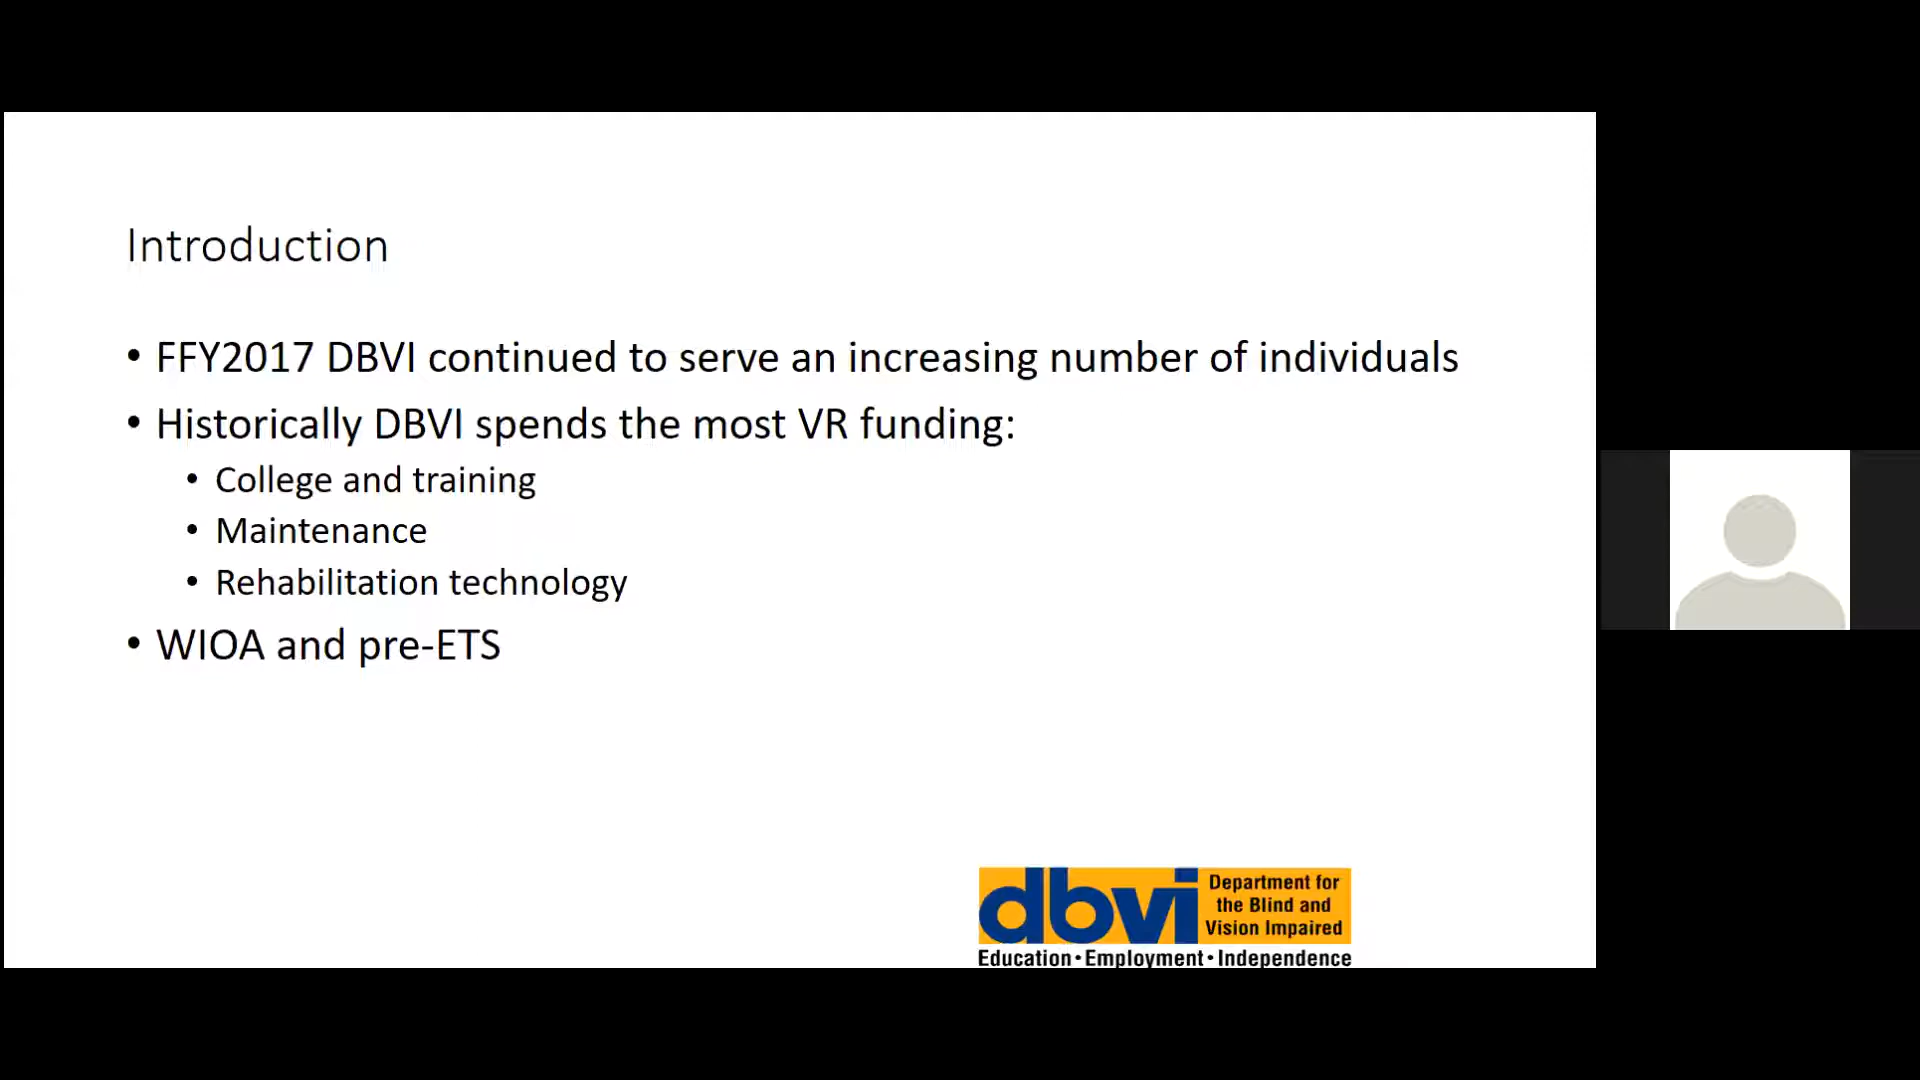 Introduction
• FFY2017 DBVI continued to serve an increasing number of individuals
• Historically DBVI spends the most VR funding:
• College and training
• Maintenance
• Rehabilitation technology
• WIOA and pre-ETS
dbvi
Department for
the Blind and
Vision Impaired
Education • Employment • Independence